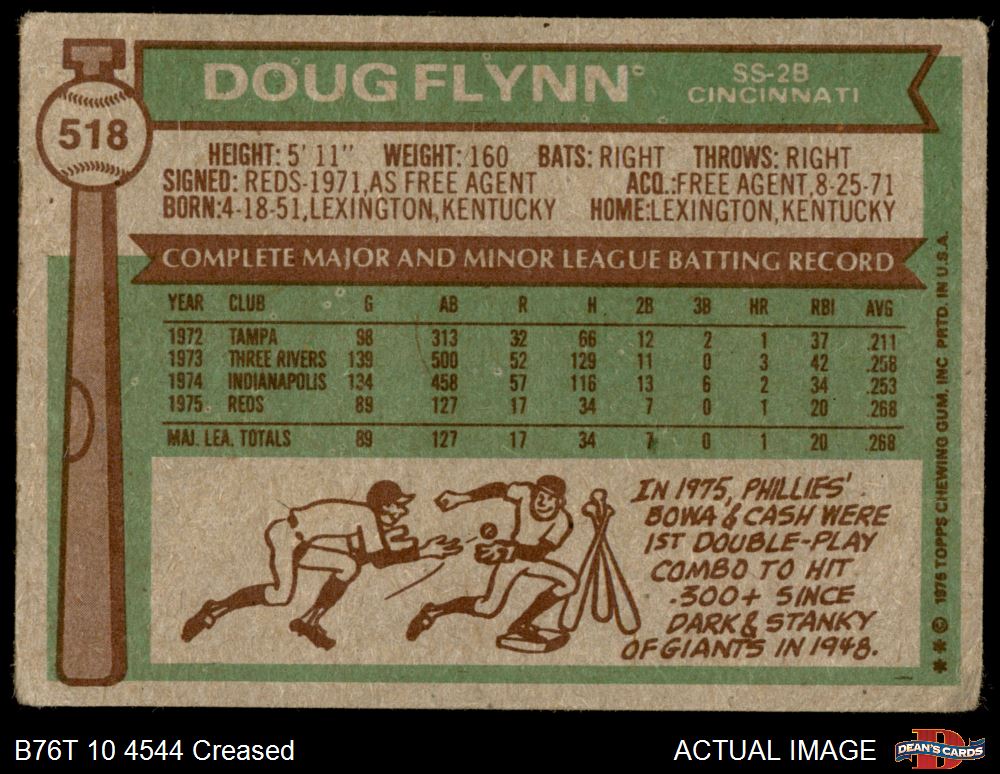 518
DOUG FLYNN
SS-2B
CINCINNATI
HEIGHT: 5' 11" WEIGHT: 160 BATS: RIGHT THROWS: RIGHT
SIGNED: REDS-1971, AS FREE AGENT ACQ.: FREE AGENT, 8-25-71
BORN: 4-18-51, LEXINGTON, KENTUCKY HOME: LEXINGTON, KENTUCKY
COMPLETE MAJOR AND MINOR LEAGUE BATTING RECORD
YEAR CLUB G AB R H 2B 3B HR RBI AVG
1972 TAMPA 98 313 32 66 12 2 1 37 .211
1973 THREE RIVERS 139 500 52 129 11 0 3 42 .258
1974 INDIANAPOLIS 134 458 57 116 13 6 2 34 .253
1975 REDS 89 127 17 34 7 0 1 20 .268
MAJ. LEA. TOTALS 89 127 17 34 7 0 1 20 .268
IN 1975, PHILLIES'
BOWA & CASH WERE
1ST DOUBLE-PLAY
COMBO TO HIT
.300+ SINCE
DARK & STANKY
OF GIANTS IN 1948.
** © 1976 TOPPS CHEWING GUM, INC PRTD. IN U.S.A.
B76T 10 4544 Creased
ACTUAL IMAGE
DEAN'S CARDS